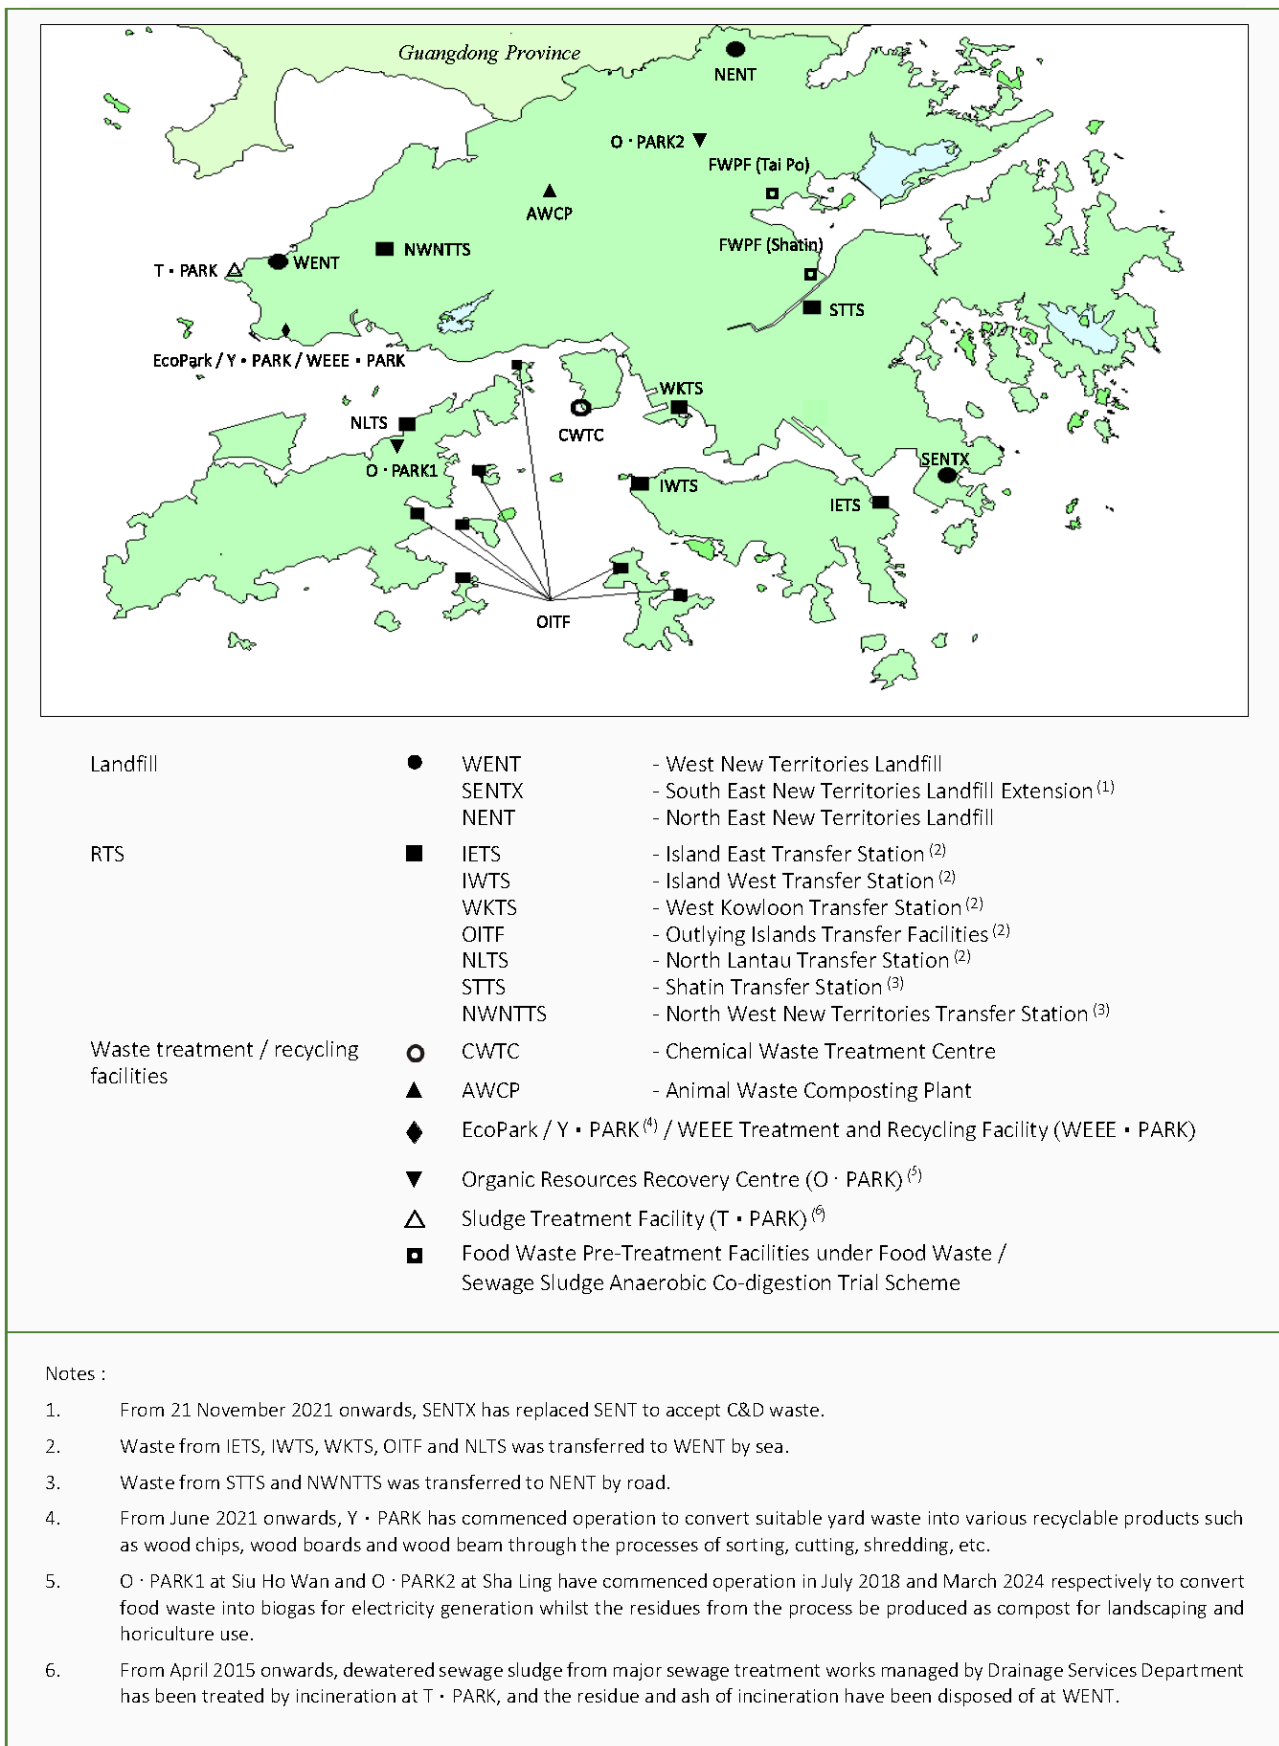 Guangdong Province
NENT
O · PARK2
FWPF (Tai Po)
AWCP
FWPF (Shatin)
NWNTTS
WENT
T · PARK
STTS
EcoPark / Y · PARK / WEEE · PARK
WKTS
NLTS
CWTC
SENTX
O · PARK1
IWTS
IETS
OITF
Landfill ● WENT - West New Territories Landfill
SENTX - South East New Territories Landfill Extension (1)
NENT - North East New Territories Landfill
RTS ■ IETS - Island East Transfer Station (2)
IWTS - Island West Transfer Station (2)
WKTS - West Kowloon Transfer Station (2)
OITF - Outlying Islands Transfer Facilities (2)
NLTS - North Lantau Transfer Station (2)
STTS - Shatin Transfer Station (3)
NWNTTS - North West New Territories Transfer Station (3)
Waste treatment / recycling
facilities
CWTC - Chemical Waste Treatment Centre
AWCP - Animal Waste Composting Plant
EcoPark / Y · PARK (4) / WEEE Treatment and Recycling Facility (WEEE · PARK)
Organic Resources Recovery Centre (O · PARK) (5)
Sludge Treatment Facility (T · PARK) (6)
Food Waste Pre-Treatment Facilities under Food Waste /
Sewage Sludge Anaerobic Co-digestion Trial Scheme
Notes :
1. From 21 November 2021 onwards, SENTX has replaced SENT to accept C&D waste.
2. Waste from IETS, IWTS, WKTS, OITF and NLTS was transferred to WENT by sea.
3. Waste from STTS and NWNTTS was transferred to NENT by road.
4. From June 2021 onwards, Y · PARK has commenced operation to convert suitable yard waste into various recyclable products such
as wood chips, wood boards and wood beam through the processes of sorting, cutting, shredding, etc.
5. O · PARK1 at Siu Ho Wan and O · PARK2 at Sha Ling have commenced operation in July 2018 and March 2024 respectively to convert
food waste into biogas for electricity generation whilst the residues from the process be produced as compost for landscaping and
horiculture use.
6. From April 2015 onwards, dewatered sewage sludge from major sewage treatment works managed by Drainage Services Department
has been treated by incineration at T · PARK, and the residue and ash of incineration have been disposed of at WENT.